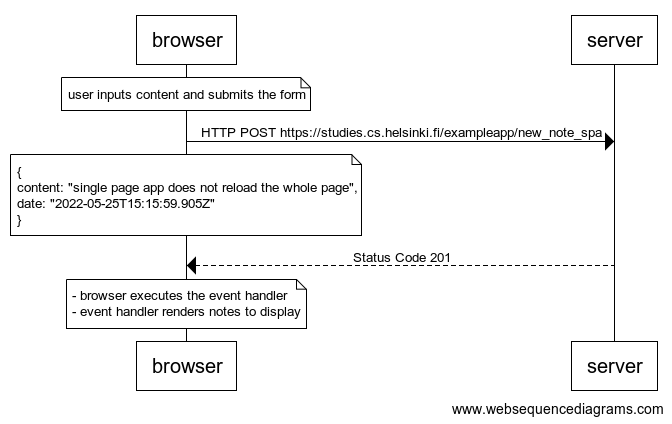 browser
server
user inputs content and submits the form
HTTP POST https://studies.cs.helsinki.fi/exampleapp/new_note_spa
{
content: "single page app does not reload the whole page",
date: "2022-05-25T15:15:59.905Z"
}
Status Code 201
- browser executes the event handler
- event handler renders notes to display
browser
server
www.websequencediagrams.com